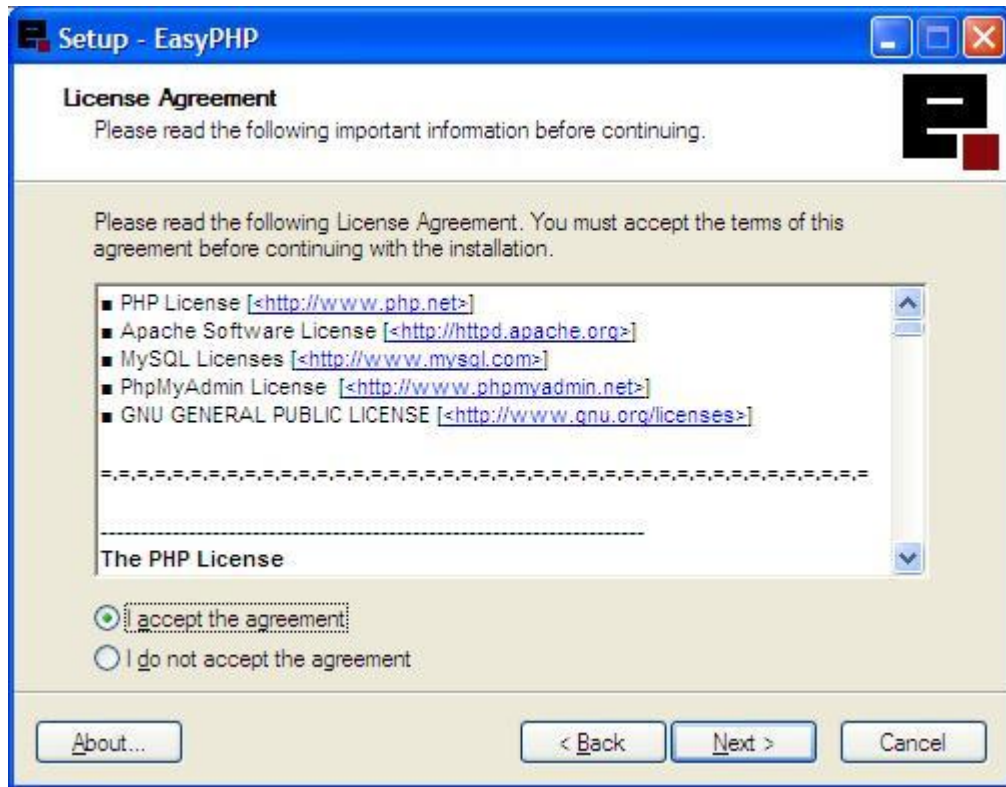 Setup - EasyPHP
License Agreement
Please read the following important information before continuing.
Please read the following License Agreement. You must accept the terms of this
agreement before continuing with the installation.
■ PHP License [<http://www.php.net>]
■ Apache Software License [<http://httpd.apache.org>]
■ MySQL Licenses [<http://www.mysql.com>]
■ PhpMyAdmin License [<http://www.phpmyadmin.net>]
■ GNU GENERAL PUBLIC LICENSE [<http://www.gnu.org/licenses>]
=.=.=.=.=.=.=.=.=.=.=.=.=.=.=.=.=.=.=.=.=.=.=.=.=.=.=.=.=.=.=.=.=.=.=.=.=.=.=.=.=.=.=
--------------------------------------------------------------------
The PHP License
I accept the agreement
I do not accept the agreement
About...
< Back
Next >
Cancel